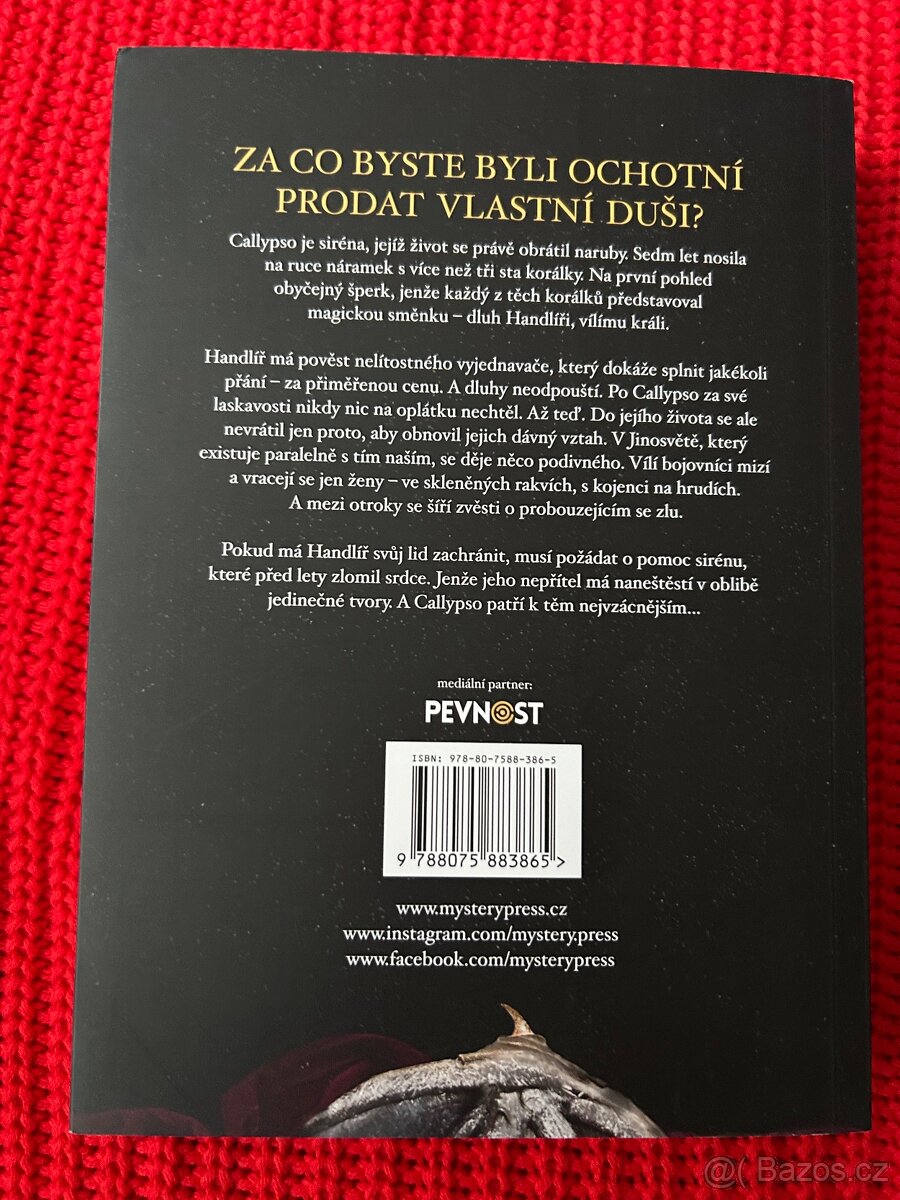 ZA CO BYSTE BYLI OCHOTNÍ
PRODAT VLASTNÍ DUŠI?
Callypso je siréna, jejíž život se právě obrátil naruby. Sedm let nosila
na ruce náramek s více než tři sta korálky. Na první pohled
obyčejný šperk, jenže každý z těch korálků představoval
magickou směnku – dluh Handlíři, vílímu králi.
Handlíř má pověst nelítostného vyjednavače, který dokáže splnit jakékoli
přání – za přiměřenou cenu. A dluhy neodpouští. Po Callypso za své
laskavosti nikdy nic na oplátku nechtěl. Až teď. Do jejího života se ale
nevrátil jen proto, aby obnovil jejich dávný vztah. V Jinosvětě, který
existuje paralelně s tím naším, se děje něco podivného. Vílí bojovníci mizí
a vracejí se jen ženy – ve skleněných rakvích, s kojenci na hrudích.
A mezi otroky se šíří zvěsti o probouzejícím se zlu.
Pokud má Handlíř svůj lid zachránit, musí požádat o pomoc sirénu,
které před lety zlomil srdce. Jenže jeho nepřítel má naneštěstí v oblibě
jedinečné tvory. A Callypso patří k těm nejvzácnějším...
mediální partner:
PEVNOST
ISBN: 978-80-7588-386-5
9 788075 883865 >
www.mysterypress.cz
www.instagram.com/mystery.press
www.facebook.com/mysterypress
@( Bazoš.cz